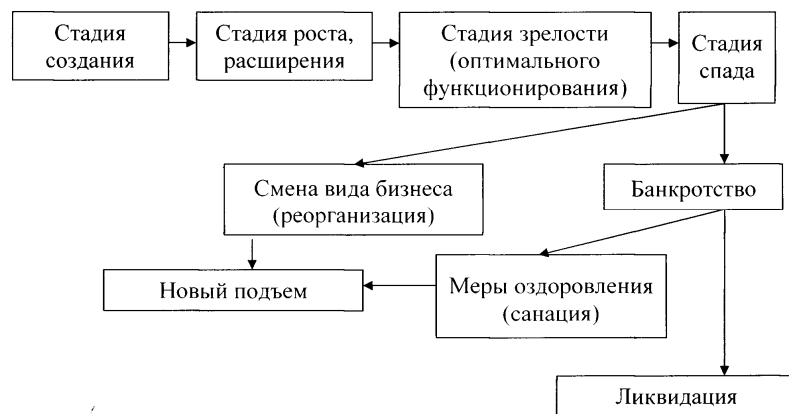 Стадия
создания
Стадия роста,
расширения
Стадия зрелости
(оптимального
функционирования)
Стадия
спада
Смена вида бизнеса
(реорганизация)
Банкротство
Новый подъем
Меры оздоровления
(санация)
Ликвидация